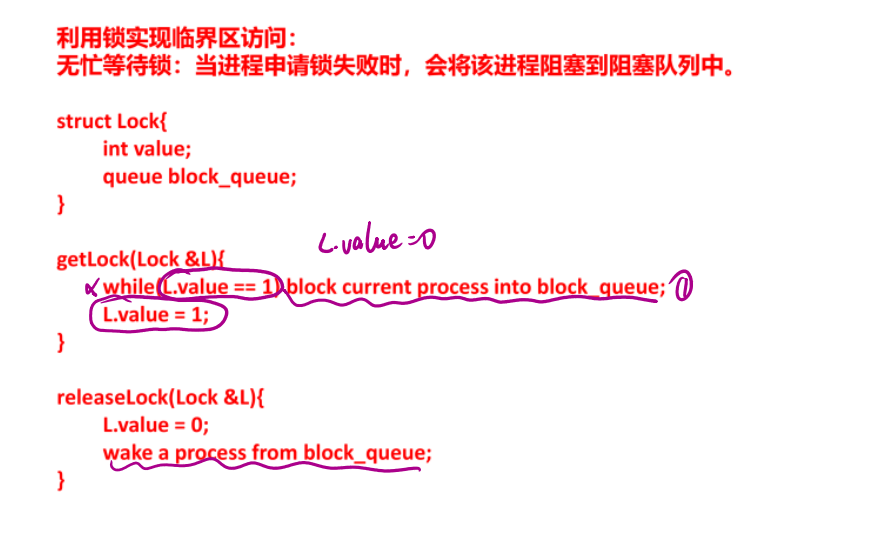 利用锁实现临界区访问：
无忙等待锁：当进程申请锁失败时，会将该进程阻塞到阻塞队列中。
struct Lock{
int value;
queue block_queue;
}
L.value=0
getLock(Lock &L){
while(L.value == 1) block current process into block_queue;
L.value = 1;
}
releaseLock(Lock &L){
L.value = 0;
wake a process from block_queue;
}